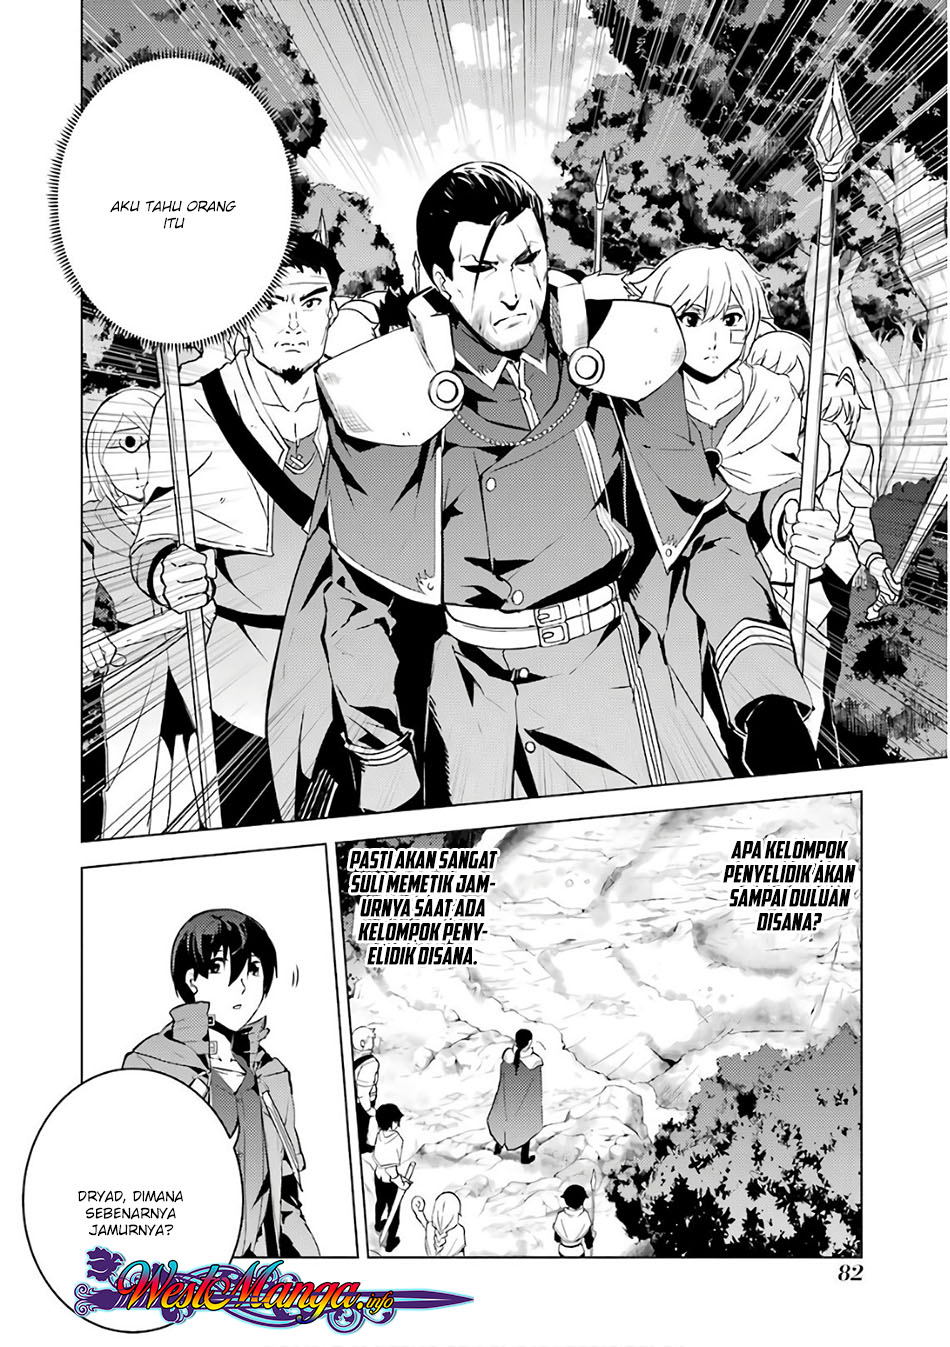 AKU TAHU ORANG
ITU
APA KELOMPOK
PENYELIDIK AKAN
SAMPAI DULUAN
DISANA?
PASTI AKAN SANGAT
SULI MEMETIK JAM-
URNYA SAAT ADA
KELOMPOK PENY-
ELIDIK DISANA.
DRYAD, DIMANA
SEBENARNYA
JAMURNYA?
WestManga.info
82